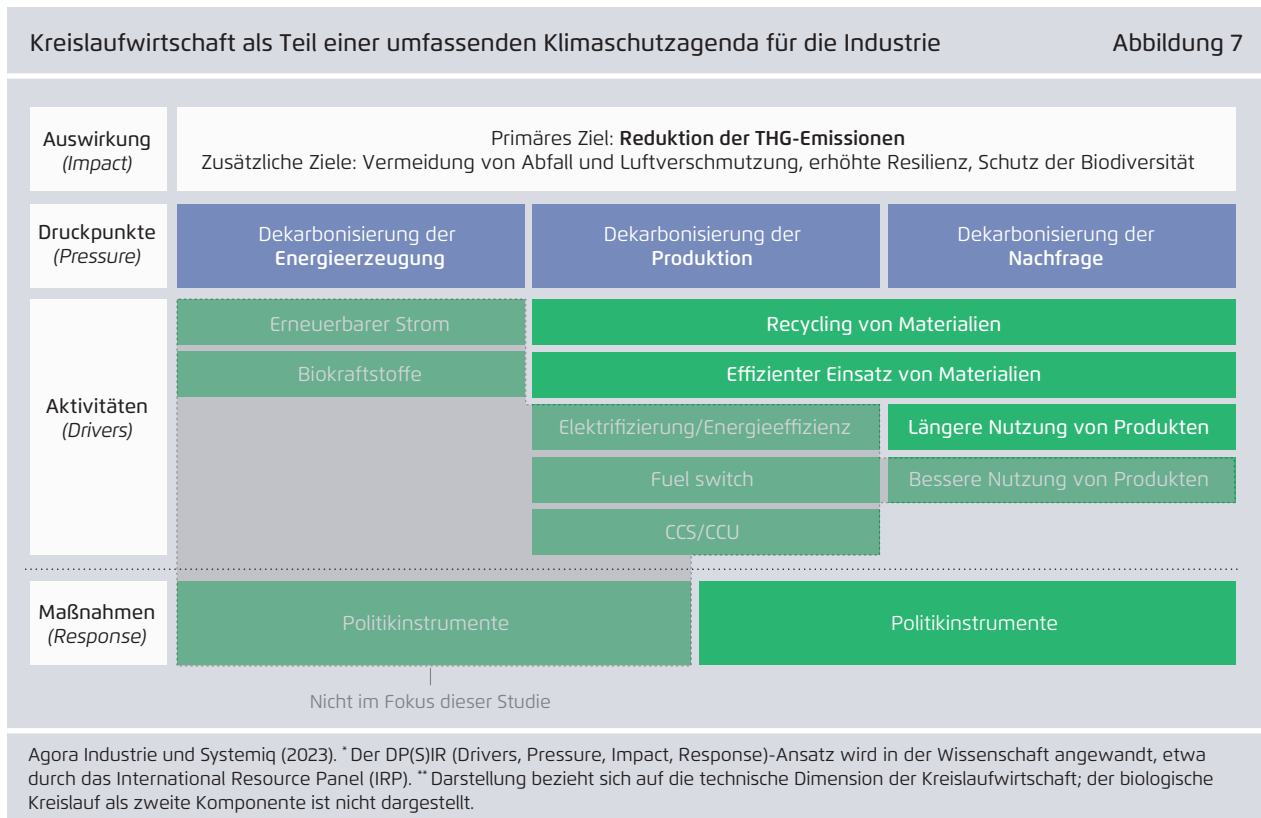 Kreislaufwirtschaft als Teil einer umfassenden Klimaschutzagenda für die Industrie
Abbildung 7
Auswirkung
(Impact)
Primäres Ziel: Reduktion der THG-Emissionen
Zusätzliche Ziele: Vermeidung von Abfall und Luftverschmutzung, erhöhte Resilienz, Schutz der Biodiversität
Druckpunkte
(Pressure)
Dekarbonisierung der
Energieerzeugung
Dekarbonisierung der
Produktion
Dekarbonisierung der
Nachfrage
Aktivitäten
(Drivers)
Erneuerbarer Strom
Recycling von Materialien
Biokraftstoffe
Effizienter Einsatz von Materialien
Elektrifizierung/Energieeffizienz
Längere Nutzung von Produkten
Fuel switch
Bessere Nutzung von Produkten
CCS/CCU
Maßnahmen
(Response)
Politikinstrumente
Politikinstrumente
Nicht im Fokus dieser Studie
Agora Industrie und Systemiq (2023). * Der DP(S)IR (Drivers, Pressure, Impact, Response)-Ansatz wird in der Wissenschaft angewandt, etwa
durch das International Resource Panel (IRP). ** Darstellung bezieht sich auf die technische Dimension der Kreislaufwirtschaft; der biologische
Kreislauf als zweite Komponente ist nicht dargestellt.